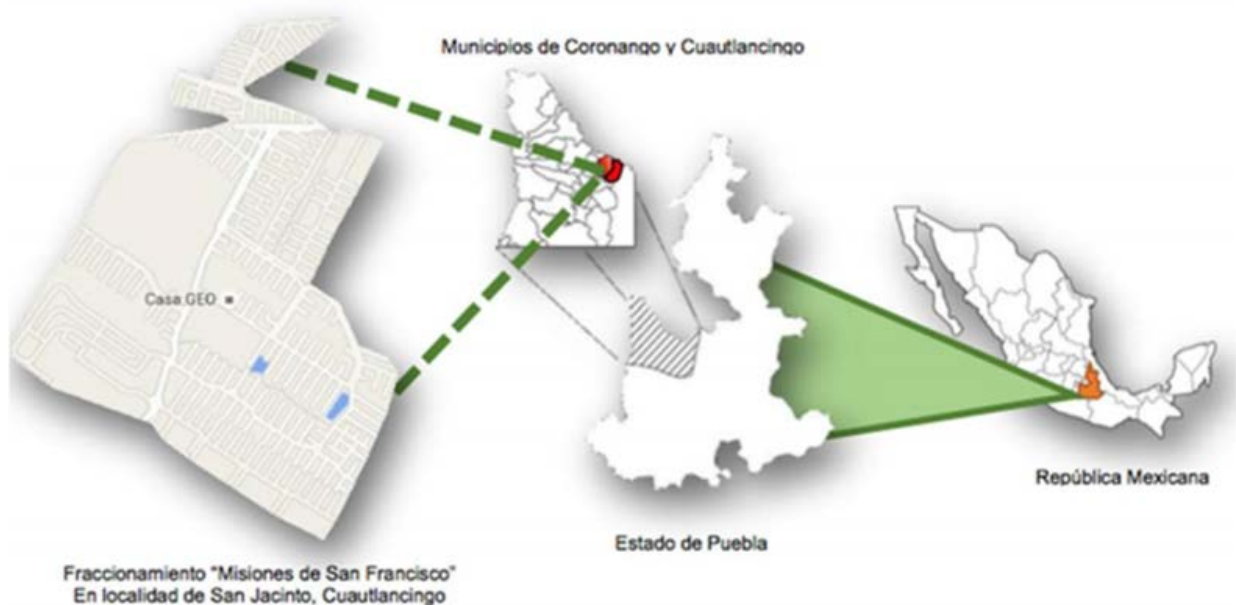 Municipios de Coronango y Cuautlancingo
Casa GEO
República Mexicana
Estado de Puebla
Fraccionamiento "Misiones de San Francisco"
En localidad de San Jacinto, Cuautlancingo